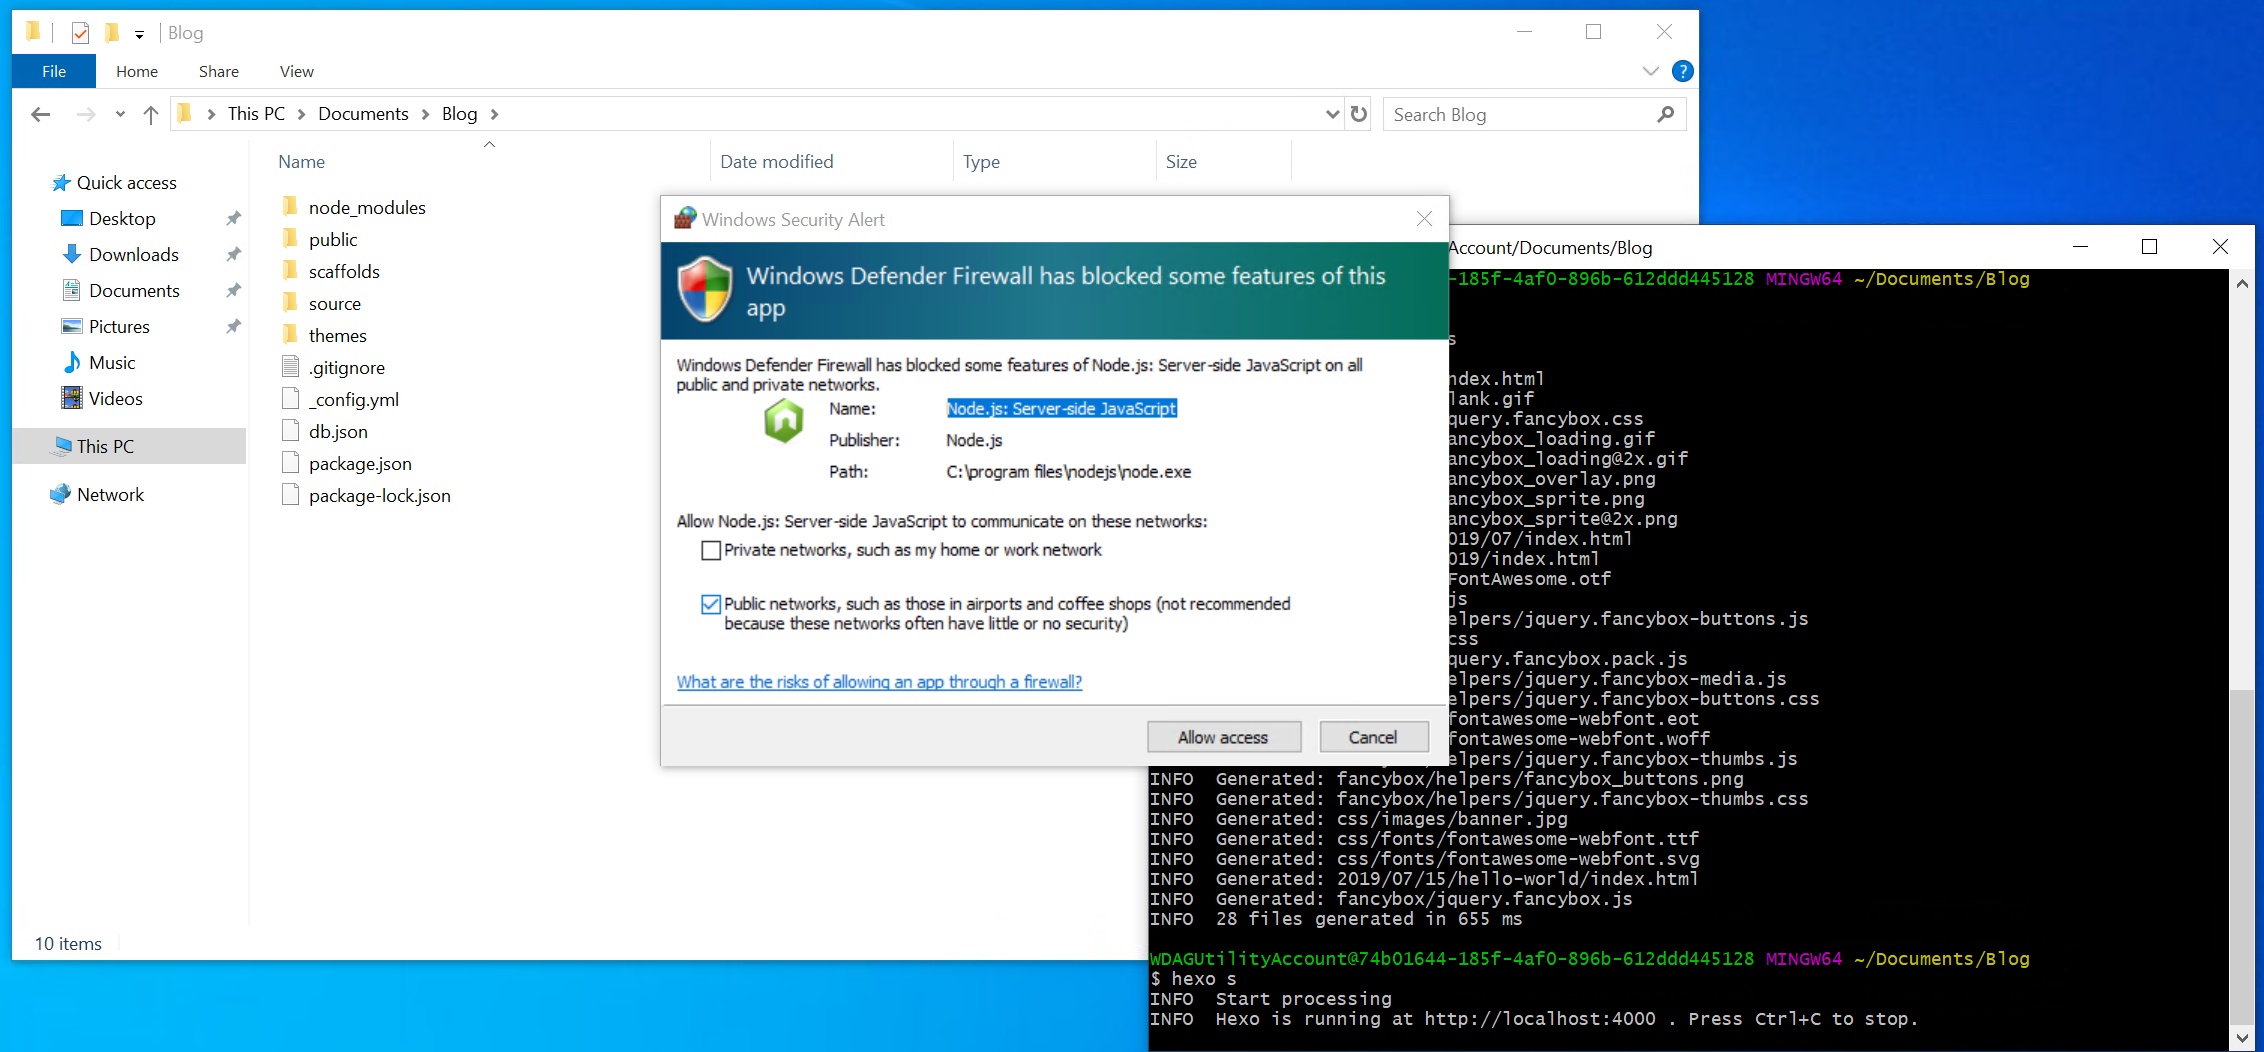 Blog
File
Home
Share
View
This PC
Documents
Blog
Search Blog
Name
Date modified
Type
Size
Quick access
Desktop
Downloads
Documents
Pictures
Music
Videos
This PC
Network
node_modules
public
scaffolds
source
themes
.gitignore
_config.yml
db.json
package.json
package-lock.json
10 items
Windows Security Alert
Windows Defender Firewall has blocked some features of this
app
Windows Defender Firewall has blocked some features of Node.js: Server-side JavaScript on all
public and private networks.
Name: Node.js: Server-side JavaScript
Publisher: Node.js
Path: C:\program files\nodejs\node.exe
Allow Node.js: Server-side JavaScript to communicate on these networks:
Private networks, such as my home or work network
Public networks, such as those in airports and coffee shops (not recommended
because these networks often have little or no security)
What are the risks of allowing an app through a firewall?
Allow access
Cancel
Account/Documents/Blog
-185f-4af0-896b-612ddd445128 MINGW64 ~/Documents/Blog
s
ndex.html
lank.gif
query.fancybox.css
ancybox_loading.gif
ancybox_loading@2x.gif
ancybox_overlay.png
ancybox_sprite.png
ancybox_sprite@2x.png
019/07/index.html
019/index.html
FontAwesome.otf
js
elpers/jquery.fancybox-buttons.js
css
query.fancybox.pack.js
elpers/jquery.fancybox-media.js
elpers/jquery.fancybox-buttons.css
fontawesome-webfont.eot
fontawesome-webfont.woff
elpers/jquery.fancybox-thumbs.js
INFO  Generated: fancybox/helpers/fancybox_buttons.png
INFO  Generated: fancybox/helpers/jquery.fancybox-thumbs.css
INFO  Generated: css/images/banner.jpg
INFO  Generated: css/fonts/fontawesome-webfont.ttf
INFO  Generated: css/fonts/fontawesome-webfont.svg
INFO  Generated: 2019/07/15/hello-world/index.html
INFO  Generated: fancybox/jquery.fancybox.js
INFO  28 files generated in 655 ms
WDAGUtilityAccount@74b01644-185f-4af0-896b-612ddd445128 MINGW64 ~/Documents/Blog
$ hexo s
INFO  Start processing
INFO  Hexo is running at http://localhost:4000 . Press Ctrl+C to stop.